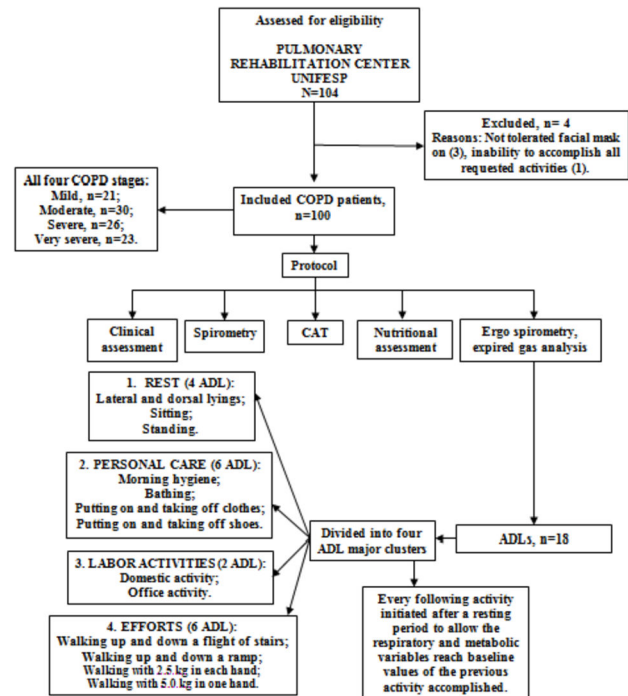 Assessed for eligibility
PULMONARY
REHABILITATION CENTER
UNIFESP
N=104
Excluded, n= 4
Reasons: Not tolerated facial mask
on (3), inability to accomplish all
requested activities (1).
All four COPD stages:
Mild, n=21;
Moderate, n=30;
Severe, n=26;
Very severe, n=23.
Included COPD patients,
n=100
Protocol
Clinical
assessment
Spirometry
CAT
Nutritional
assessment
Ergo spirometry,
expired gas analysis
1. REST (4 ADL):
Lateral and dorsal lyings;
Sitting;
Standing.
2. PERSONAL CARE (6 ADL):
Morning hygiene;
Bathing;
Putting on and taking off clothes;
Putting on and taking off shoes.
Divided into four
ADL major clusters
ADLs, n=18
3. LABOR ACTIVITIES (2 ADL):
Domestic activity;
Office activity.
4. EFFORTS (6 ADL):
Walking up and down a flight of stairs;
Walking up and down a ramp;
Walking with 2.5.kg in each hand;
Walking with 5.0.kg in one hand.
Every following activity
initiated after a resting
period to allow the
respiratory and metabolic
variables reach baseline
values of the previous
activity accomplished.